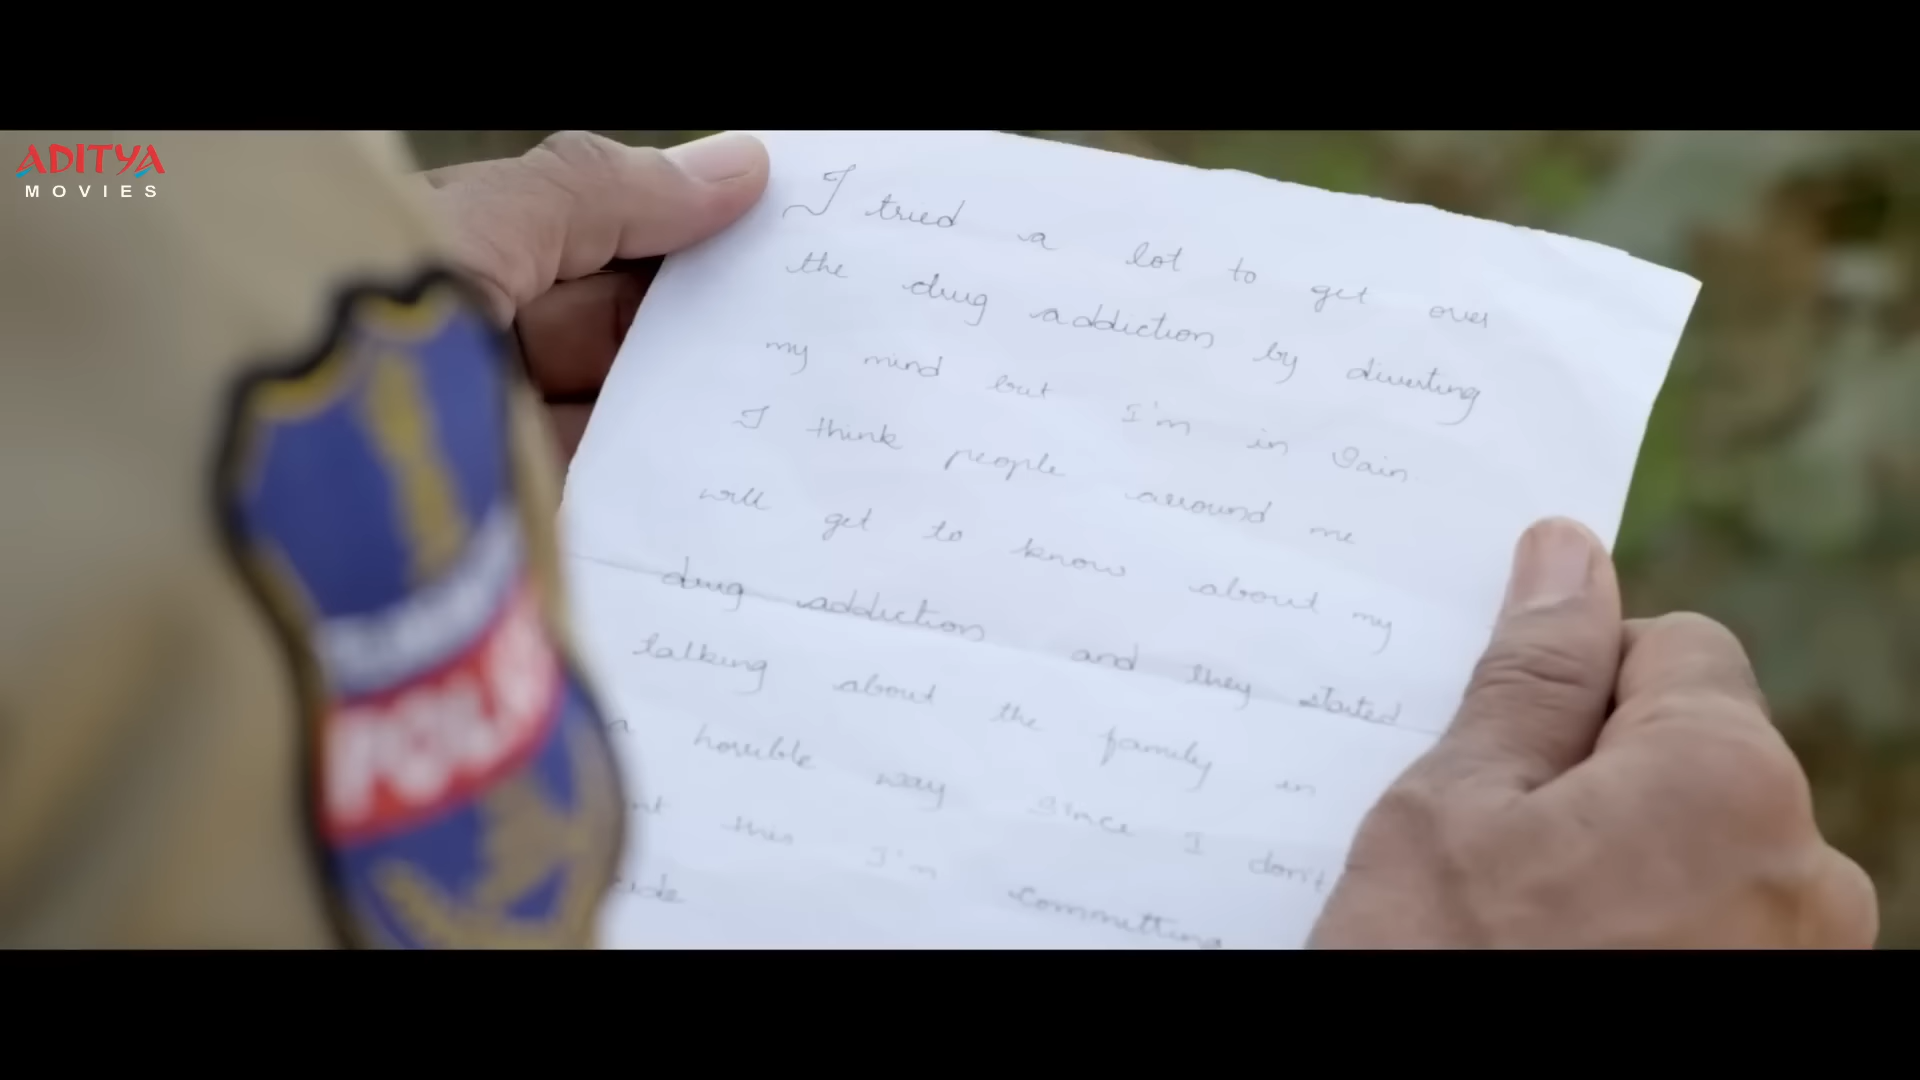 ADITYA
MOVIES
I tried a lot to get over
the drug addiction by diverting
my mind but I'm in Pain.
I think people around me
will get to know about my
drug addiction and they started
talking about the family in
a horrible way since I don't
this I'm committing